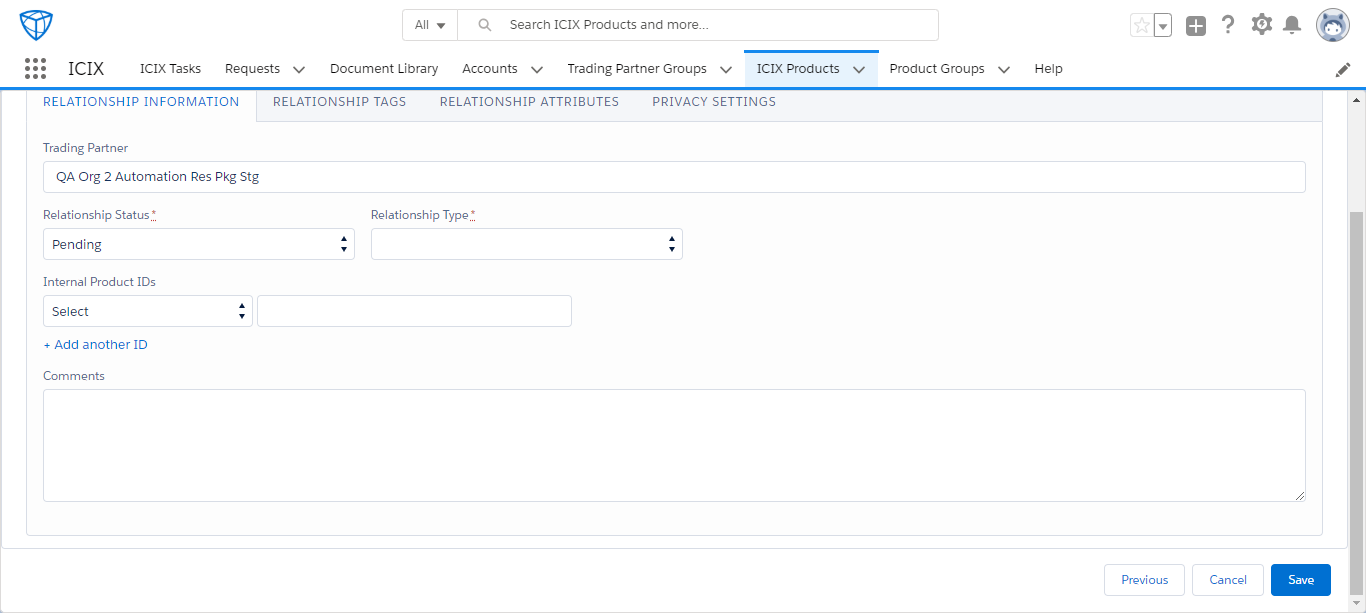 All
Search ICIX Products and more...
ICIX
ICIX Tasks
Requests
Document Library
Accounts
Trading Partner Groups
ICIX Products
Product Groups
Help
RELATIONSHIP INFORMATION
RELATIONSHIP TAGS
RELATIONSHIP ATTRIBUTES
PRIVACY SETTINGS
Trading Partner
QA Org 2 Automation Res Pkg Stg
Relationship Status*
Relationship Type*
Pending
Internal Product IDs
Select
+ Add another ID
Comments
Previous
Cancel
Save